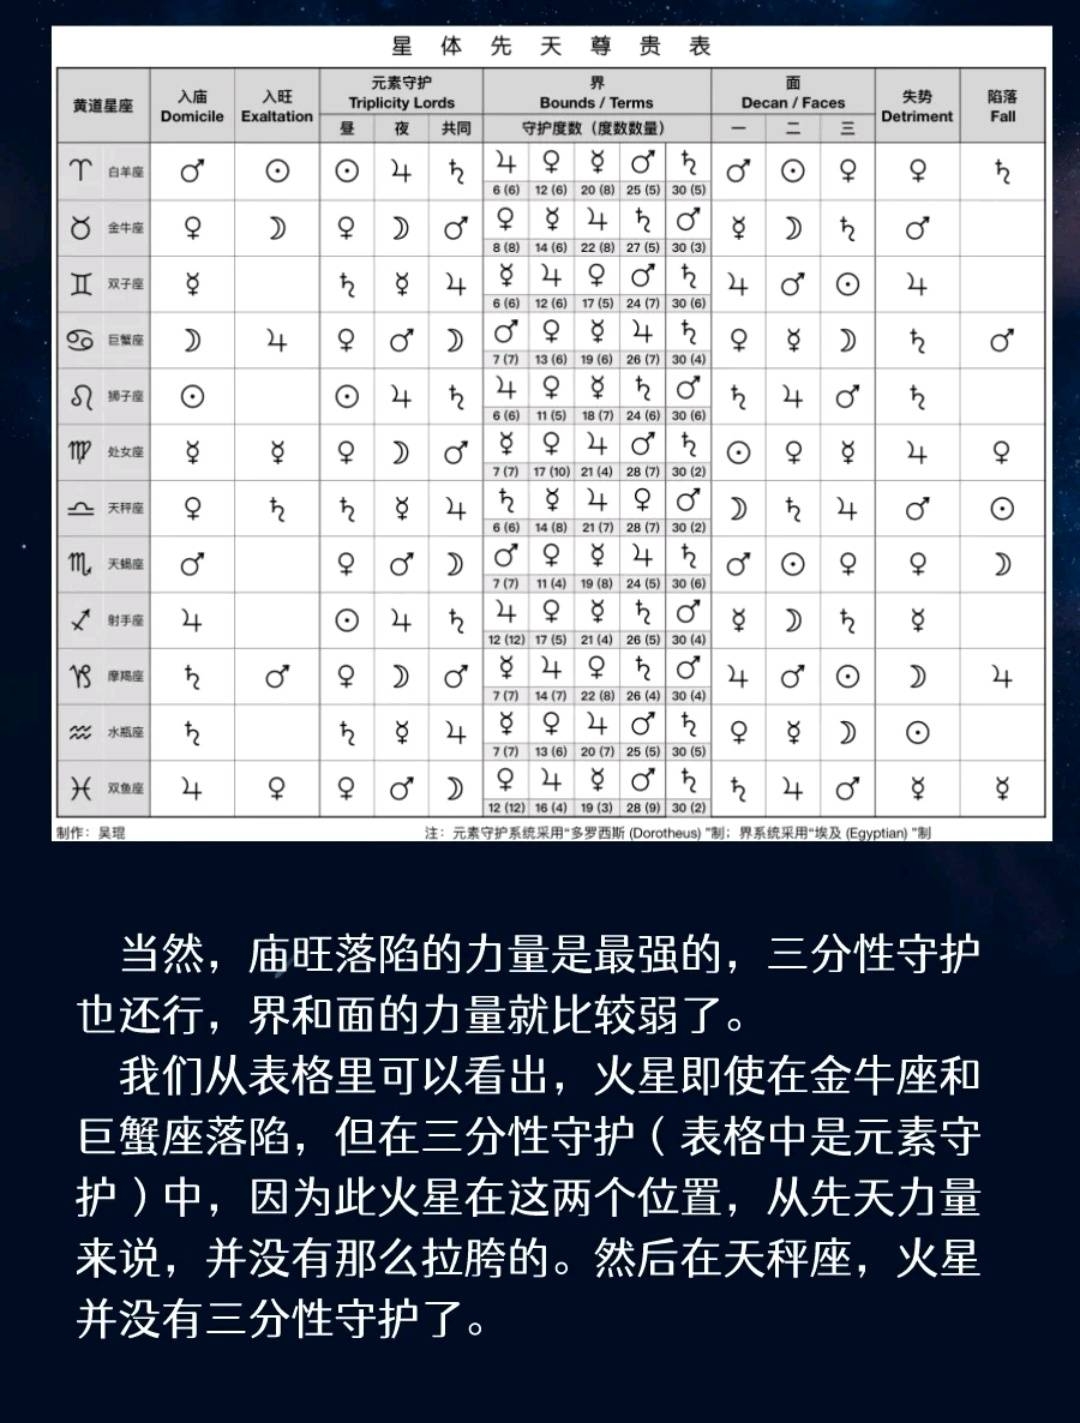 星体先天尊贵表
黄道星座 入庙 Domicile 入旺 Exaltation 元素守护 Triplicity Lords 界 Bounds / Terms 面 Decan / Faces 失势 Detriment 陷落 Fall
昼 夜 共同 守护度数（度数数量） 一 二 三
♈ 白羊座 ♂ ☉ ☉ ♃ ♄ ♃ ♀ ☿ ♂ ♄ ♂ ☉ ♀ ♀ ♄
6 (6) 12 (6) 20 (8) 25 (5) 30 (5)
♉ 金牛座 ♀ ☽ ♀ ☽ ♂ ♀ ☿ ♃ ♄ ♂ ☿ ☽ ♄ ♂
8 (8) 14 (6) 22 (8) 27 (5) 30 (3)
♊ 双子座 ☿ ♄ ☿ ♃ ☿ ♃ ♀ ♂ ♄ ♃ ♂ ☉ ♃
6 (6) 12 (6) 17 (5) 24 (7) 30 (6)
♋ 巨蟹座 ☽ ♃ ♀ ♂ ☽ ♂ ♀ ☿ ♃ ♄ ♀ ☿ ☽ ♄ ♂
7 (7) 13 (6) 19 (6) 26 (7) 30 (4)
♌ 狮子座 ☉ ☉ ♃ ♄ ♃ ♀ ☿ ♄ ♂ ♄ ♃ ♂ ♄
6 (6) 11 (5) 18 (7) 24 (6) 30 (6)
♍ 处女座 ☿ ☿ ♀ ☽ ♂ ☿ ♀ ♃ ♂ ♄ ☉ ♀ ☿ ♃ ♀
7 (7) 17 (10) 21 (4) 28 (7) 30 (2)
♎ 天秤座 ♀ ♄ ♄ ☿ ♃ ♄ ☿ ♃ ♀ ♂ ☽ ♄ ♃ ♂ ☉
6 (6) 14 (8) 21 (7) 28 (7) 30 (2)
♏ 天蝎座 ♂ ♀ ♂ ☽ ♂ ♀ ☿ ♃ ♄ ♂ ☉ ♀ ♀ ☽
7 (7) 11 (4) 19 (8) 24 (5) 30 (6)
♐ 射手座 ♃ ☉ ♃ ♄ ♃ ♀ ☿ ♄ ♂ ☿ ☽ ♄ ☿
12 (12) 17 (5) 21 (4) 26 (5) 30 (4)
♑ 摩羯座 ♄ ♂ ♀ ☽ ♂ ☿ ♃ ♀ ♄ ♂ ♃ ♂ ☉ ☽ ♃
7 (7) 14 (7) 22 (8) 26 (4) 30 (4)
♒ 水瓶座 ♄ ♄ ☿ ♃ ☿ ♀ ♃ ♂ ♄ ♀ ☿ ☽ ☉
7 (7) 13 (6) 20 (7) 25 (5) 30 (5)
♓ 双鱼座 ♃ ♀ ♀ ♂ ☽ ♀ ♃ ☿ ♂ ♄ ♄ ♃ ♂ ☿ ☿
12 (12) 16 (4) 19 (3) 28 (9) 30 (2)
制作：吴琨 注：元素守护系统采用“多罗西斯 (Dorotheus) ”制；界系统采用“埃及 (Egyptian) ”制
当然，庙旺落陷的力量是最强的，三分性守护
也还行，界和面的力量就比较弱了。
我们从表格里可以看出，火星即使在金牛座和
巨蟹座落陷，但在三分性守护（表格中是元素守
护）中，因为此火星在这两个位置，从先天力量
来说，并没有那么拉胯的。然后在天秤座，火星
并没有三分性守护了。